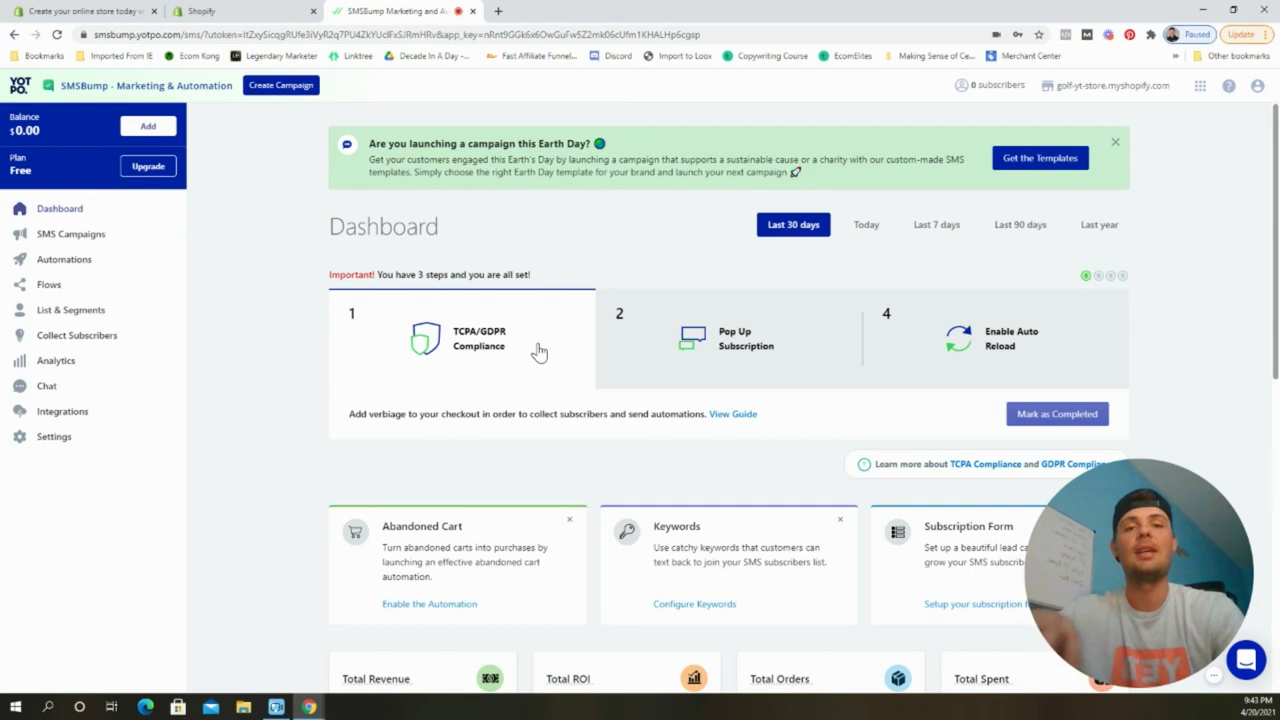 Create your online store today
Shopify
SMSBump Marketing and Au
smsbump.yotpo.com/sms/?utoken=ItZxySicqgRUfe3iVyR2q7PU4ZkYUclFxSJRmHRv&app_key=nRnt9GGk6x6OwGuFw5Z2mk06cUfm1KHALHp6cgsp
Paused
Update
Bookmarks
Imported From IE
Ecom Kong
Legendary Marketer
Linktree
Decade In A Day -...
Fast Affiliate Funnel...
Discord
Import to Loox
Copywriting Course
EcomElites
Making Sense of Ce...
Merchant Center
»
Other bookmarks
YOT
PO.
SMSBump - Marketing & Automation
Create Campaign
0 subscribers
golf-yt-store.myshopify.com
Balance
$0.00
Add
Plan
Free
Upgrade
Dashboard
SMS Campaigns
Automations
Flows
List & Segments
Collect Subscribers
Analytics
Chat
Integrations
Settings
Are you launching a campaign this Earth Day?
Get your customers engaged this Earth's Day by launching a campaign that supports a sustainable cause or a charity with our custom-made SMS
templates. Simply choose the right Earth Day template for your brand and launch your next campaign
Get the Templates
Dashboard
Last 30 days
Today
Last 7 days
Last 90 days
Last year
Important! You have 3 steps and you are all set!
1
TCPA/GDPR
Compliance
2
Pop Up
Subscription
4
Enable Auto
Reload
Add verbiage to your checkout in order to collect subscribers and send automations. View Guide
Mark as Completed
Learn more about TCPA Compliance and GDPR Complian
Abandoned Cart
Turn abandoned carts into purchases by
launching an effective abandoned cart
automation.
Enable the Automation
Keywords
Use catchy keywords that customers can
text back to join your SMS subscribers list.
Configure Keywords
Subscription Form
Set up a beautiful lead ca
grow your SMS subscrib
Setup your subscription f
Total Revenue
Total ROI
Total Orders
Total Spent
9:43 PM
4/20/2021